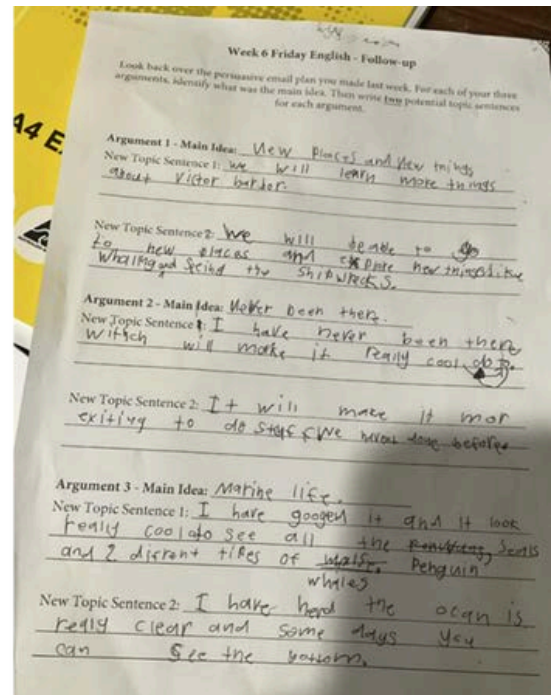 A4 E
Week 6 Friday English - Follow-up
Look back over the persuasive email plan you made last week. For each of your three
arguments, identify what was the main idea. Then write two potential topic sentences
for each argument.
Argument 1 - Main Idea: New places and new things
New Topic Sentence 1: We will learn more things
about Victor barbor.
New Topic Sentence 2: We will be able to go
to new places and explore new things like
whaling and seing the shipwrecks.
Argument 2 - Main Idea: Never been there.
New Topic Sentence 1: I have never been there
witch will make it really cool to
New Topic Sentence 2: It will make it mor
exiting to do stuff we havent done before
Argument 3 - Main Idea: Marine life.
New Topic Sentence 1: I have googed it and it look
really cool to see all the Seals
and 2 difrent tipes of Penguin
whales
New Topic Sentence 2: I have herd the ocan is
realy clear and some days you
can See the bottom.